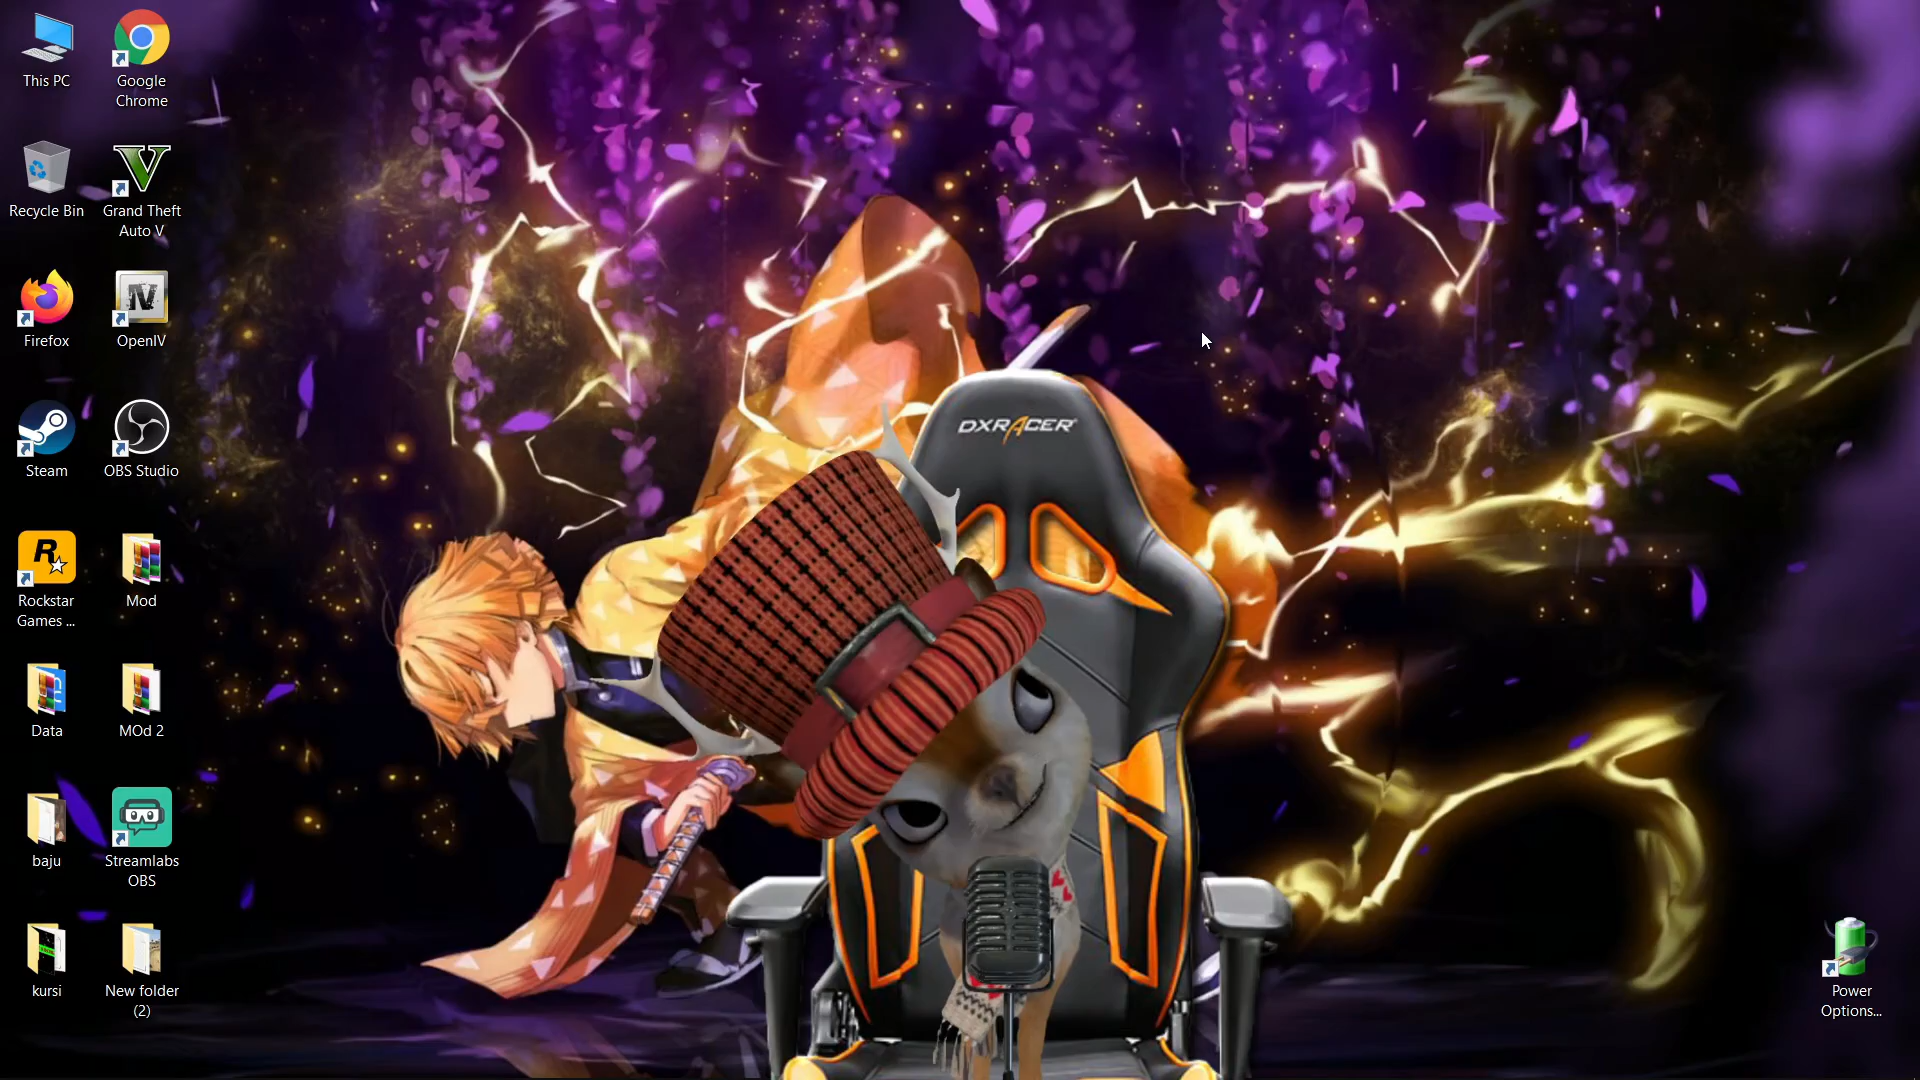 This PC
Google
Chrome
Recycle Bin
Grand Theft
Auto V
Firefox
OpenIV
Steam
OBS Studio
Rockstar
Games ...
Mod
Data
MOd 2
baju
Streamlabs
OBS
kursi
New folder
(2)
DXRACER
Power
Options...